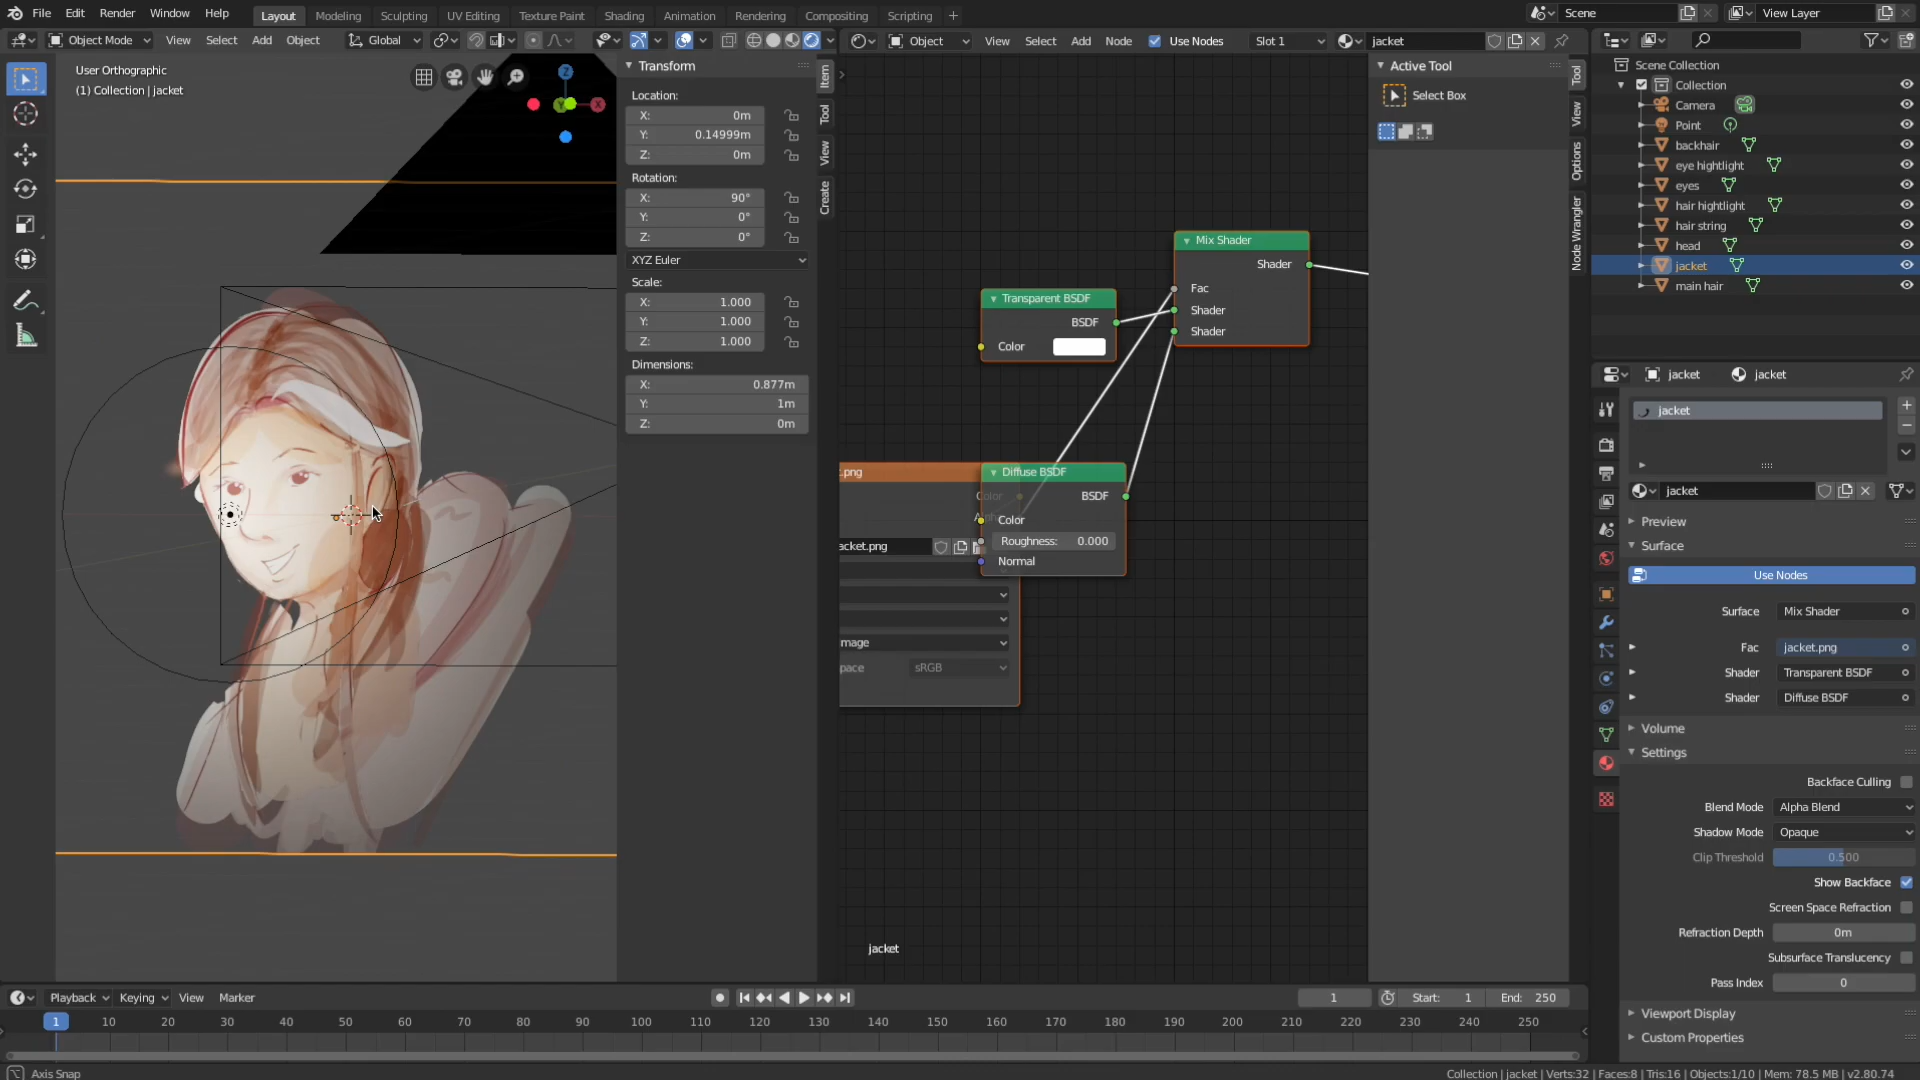 File Edit Render Window Help Layout Modeling Sculpting UV Editing Texture Paint Shading Animation Rendering Compositing Scripting + Scene View Layer
Object Mode View Select Add Object Global Object View Select Add Node Use Nodes Slot 1 jacket
User Orthographic
(1) Collection | jacket
Transform
Location:
X: 0m
Y: 0.14999m
Z: 0m
Rotation:
X: 90°
Y: 0°
Z: 0°
XYZ Euler
Scale:
X: 1.000
Y: 1.000
Z: 1.000
Dimensions:
X: 0.877m
Y: 1m
Z: 0m
Item
Tool
View
Create
Z
Y
X
Mix Shader
Shader
Fac
Shader
Shader
Transparent BSDF
BSDF
Color
.png
Color
acket.png
mage
pace sRGB
Diffuse BSDF
BSDF
Color
Roughness: 0.000
Normal
jacket
Active Tool
Select Box
Tool
View
Options
Node Wrangler
Scene Collection
Collection
Camera
Point
backhair
eye hightlight
eyes
hair hightlight
hair string
head
jacket
main hair
jacket jacket
jacket
jacket
Preview
Surface
Use Nodes
Surface Mix Shader
Fac jacket.png
Shader Transparent BSDF
Shader Diffuse BSDF
Volume
Settings
Backface Culling
Blend Mode Alpha Blend
Shadow Mode Opaque
Clip Threshold 0.500
Show Backface
Screen Space Refraction
Refraction Depth 0m
Subsurface Translucency
Pass Index 0
Viewport Display
Custom Properties
Playback Keying View Marker 1 Start: 1 End: 250
1 10 20 30 40 50 60 70 80 90 100 110 120 130 140 150 160 170 180 190 200 210 220 230 240 250
Axis Snap Collection | jacket | Verts:32 | Faces:8 | Tris:16 | Objects:1/10 | Mem: 78.5 MB | v2.80.74